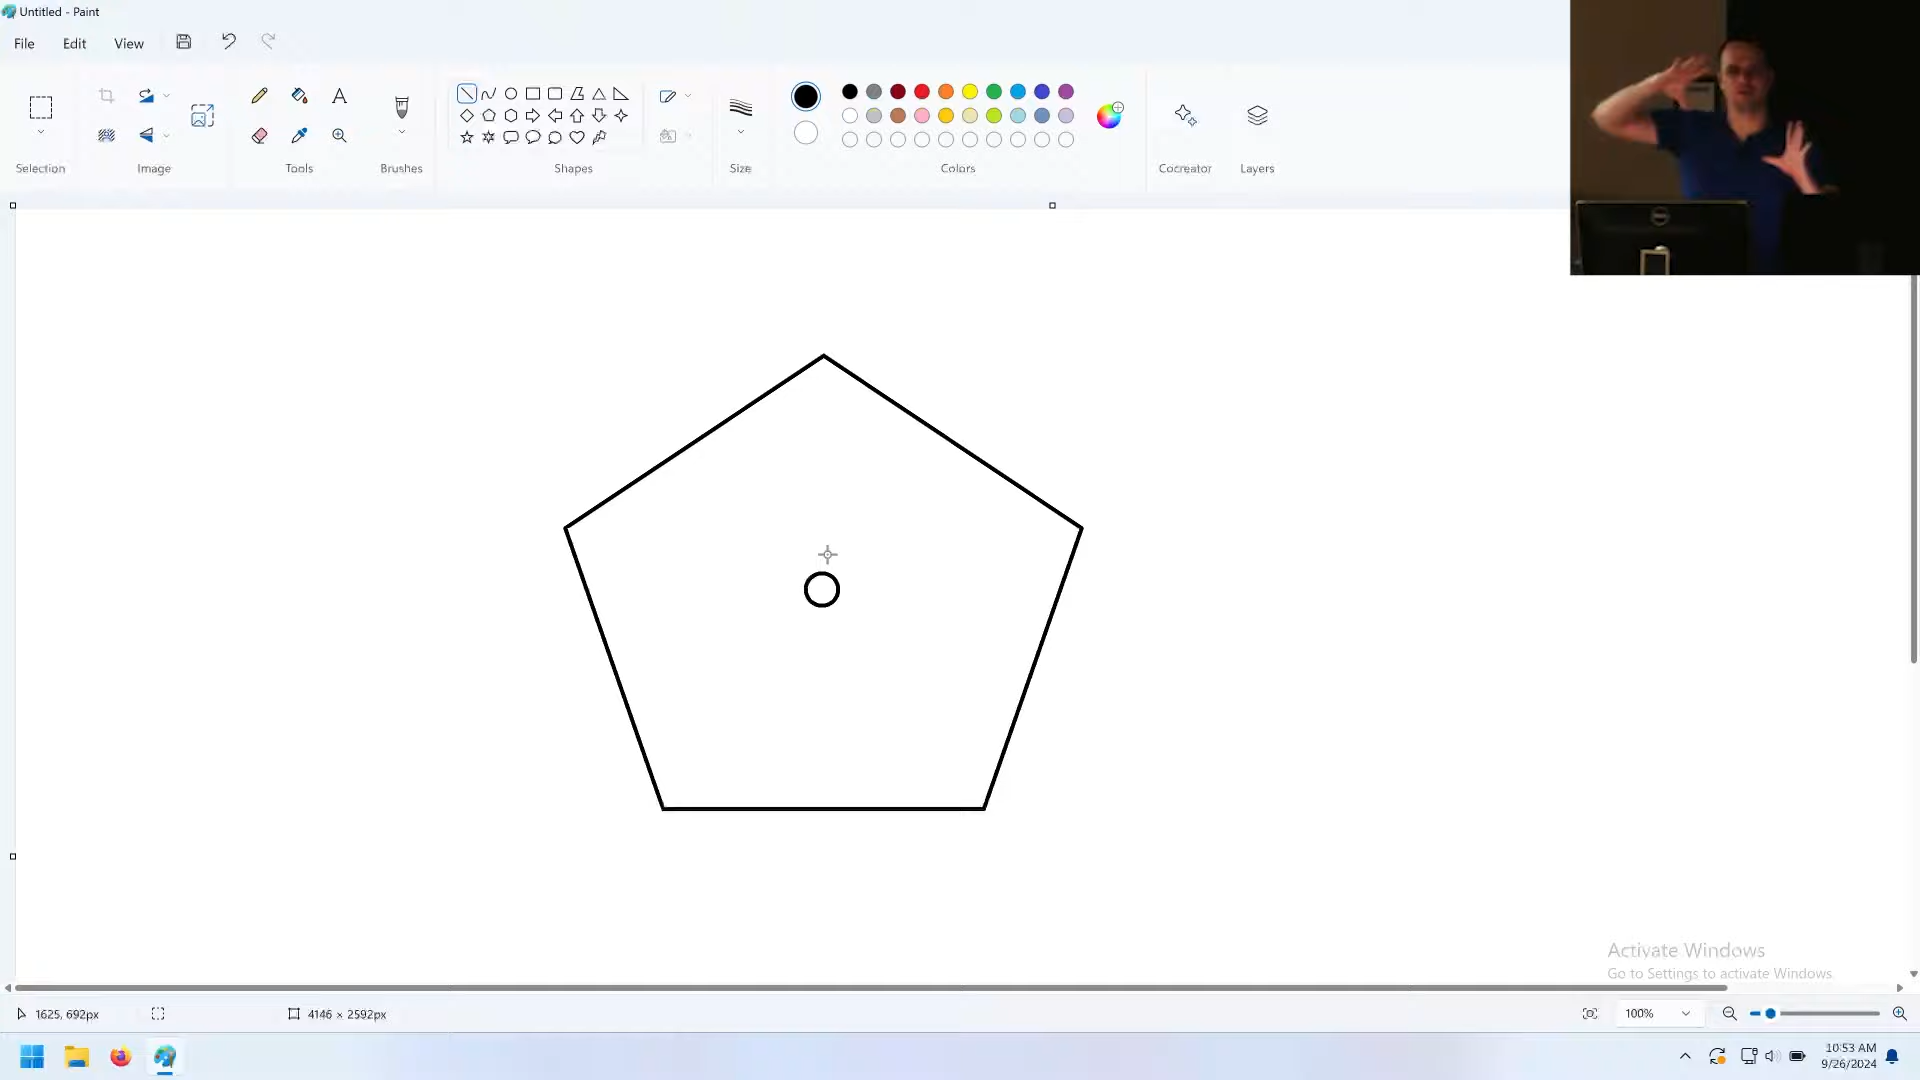 Untitled - Paint
File Edit View
Selection Image Tools Brushes Shapes Size Colors Cocreator Layers
DELL
Activate Windows
Go to Settings to activate Windows.
1625, 692px 4146 × 2592px 100%
10:53 AM
9/26/2024